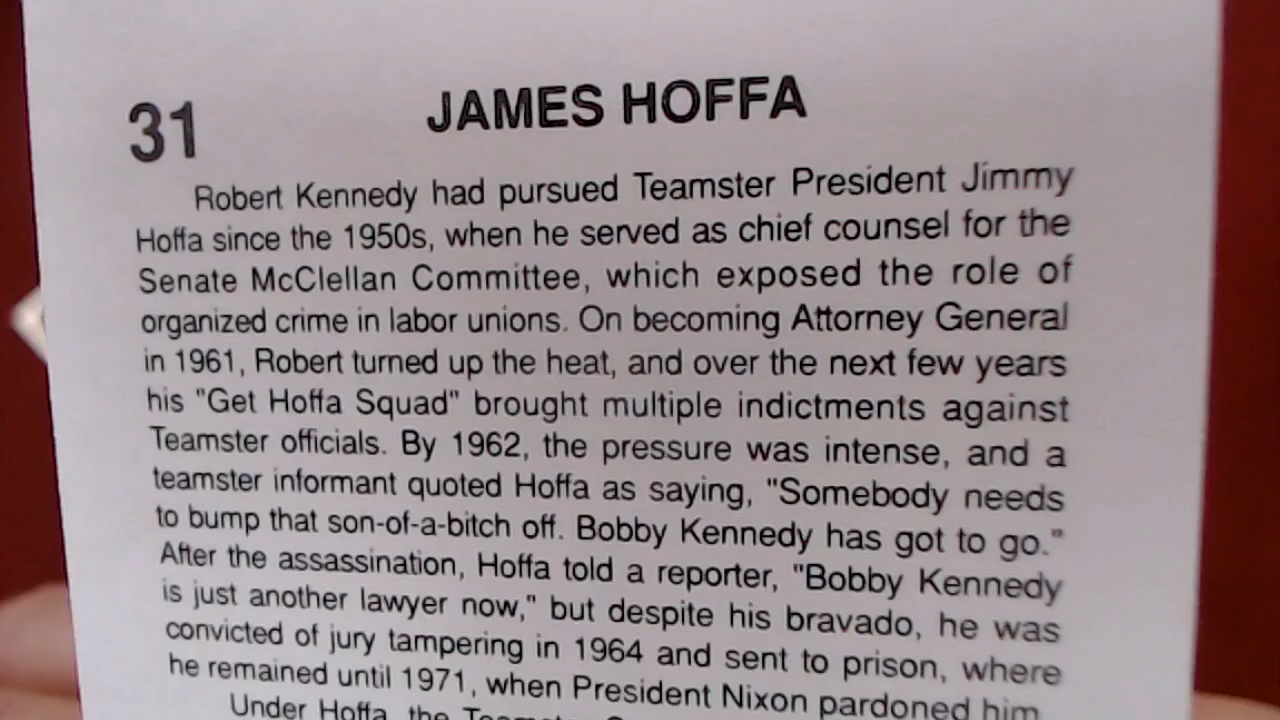 31
JAMES HOFFA
Robert Kennedy had pursued Teamster President Jimmy
Hoffa since the 1950s, when he served as chief counsel for the
Senate McClellan Committee, which exposed the role of
organized crime in labor unions. On becoming Attorney General
in 1961, Robert turned up the heat, and over the next few years
his "Get Hoffa Squad" brought multiple indictments against
Teamster officials. By 1962, the pressure was intense, and a
teamster informant quoted Hoffa as saying, "Somebody needs
to bump that son-of-a-bitch off. Bobby Kennedy has got to go."
After the assassination, Hoffa told a reporter, "Bobby Kennedy
is just another lawyer now," but despite his bravado, he was
convicted of jury tampering in 1964 and sent to prison, where
he remained until 1971, when President Nixon pardoned him.
Under Hoffa, the